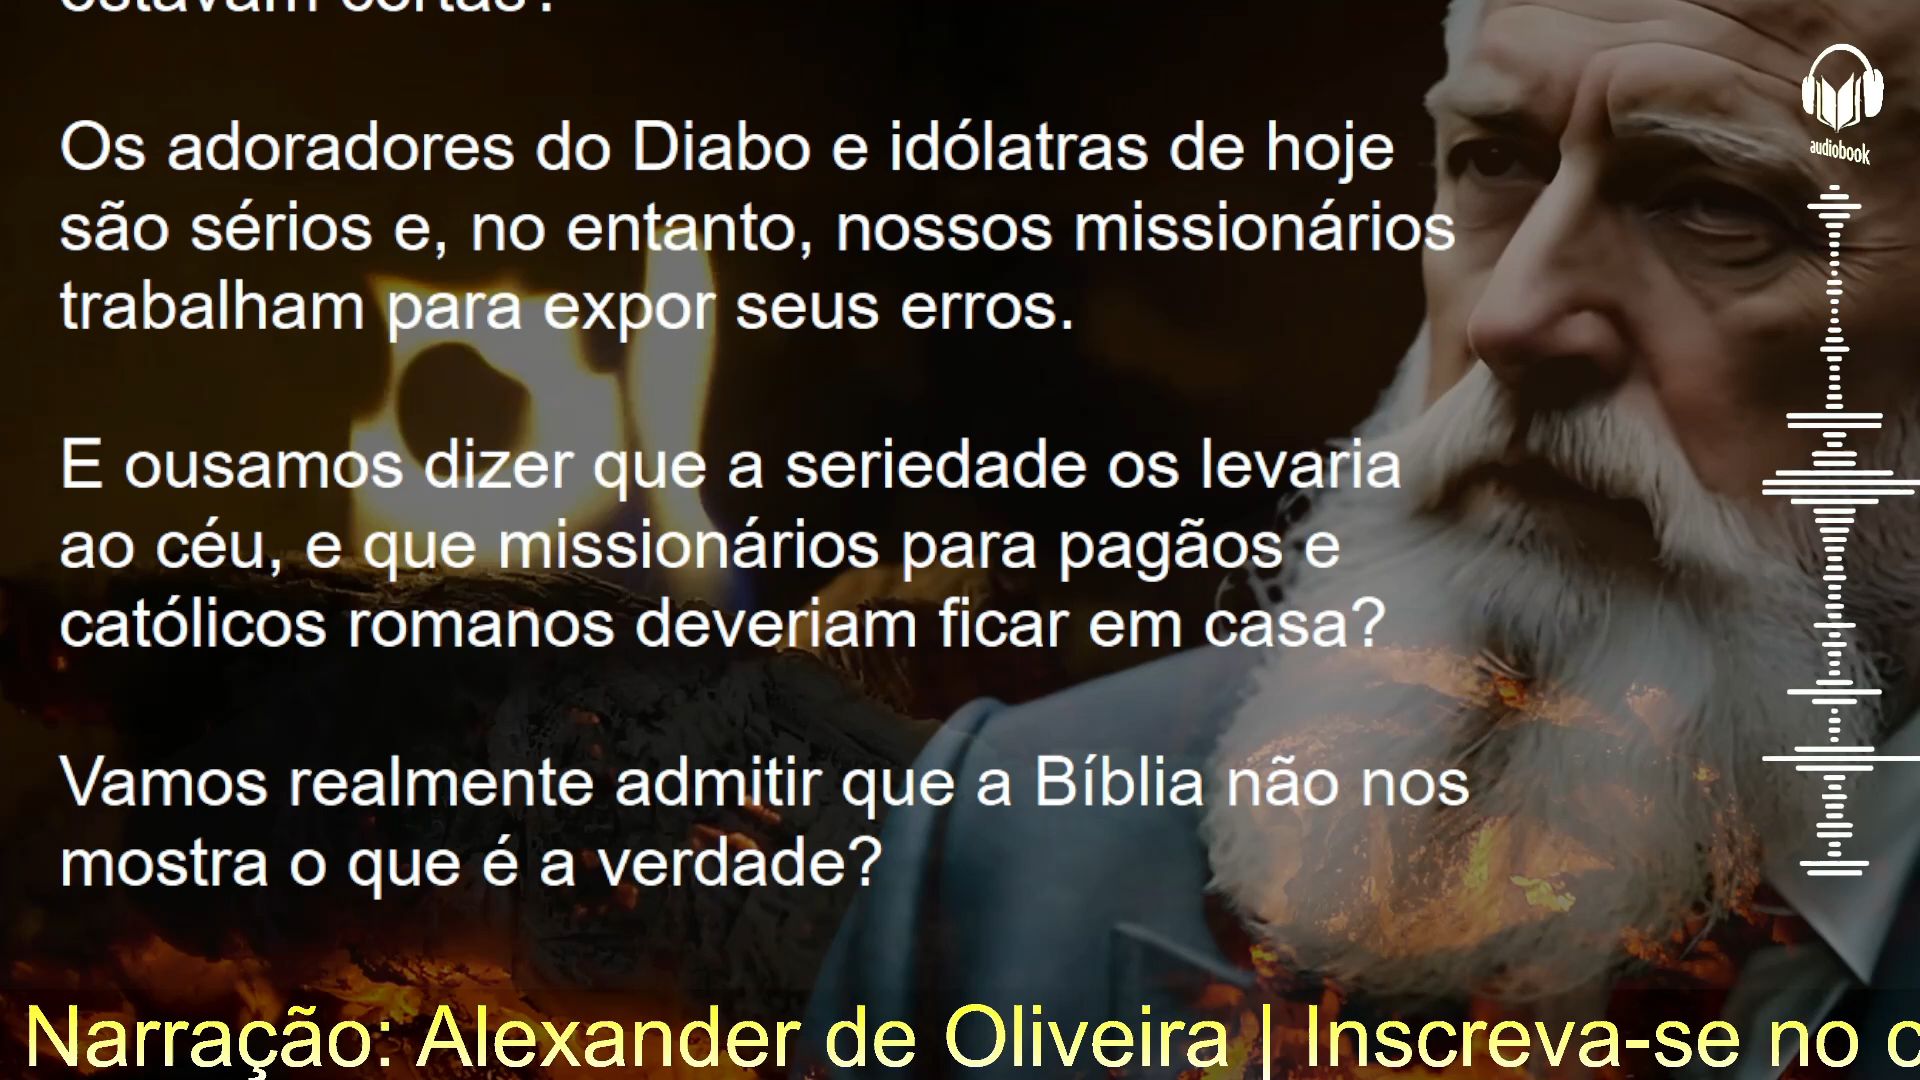 estavam certas?
Os adoradores do Diabo e idólatras de hoje
são sérios e, no entanto, nossos missionários
trabalham para expor seus erros.
E ousamos dizer que a seriedade os levaria
ao céu, e que missionários para pagãos e
católicos romanos deveriam ficar em casa?
Vamos realmente admitir que a Bíblia não nos
mostra o que é a verdade?
audiobook
Narração: Alexander de Oliveira | Inscreva-se no